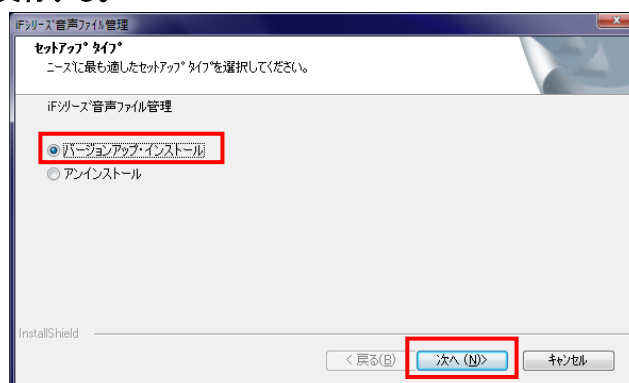 iFシリーズ音声ファイル管理
セットアップ タイプ
ニーズに最も適したセットアップ タイプを選択してください。
iFシリーズ音声ファイル管理
バージョンアップ・インストール
アンインストール
InstallShield
< 戻る(B)
次へ (N)>
キャンセル